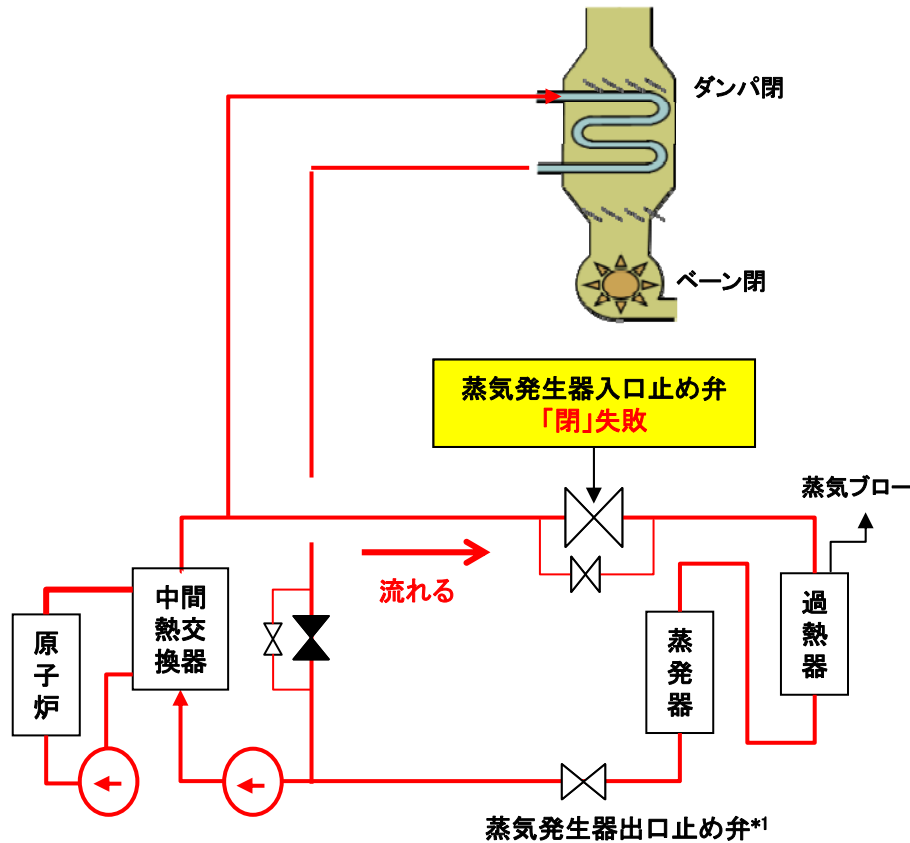 ダンパ閉
ベーン閉
蒸気発生器入口止め弁
「閉」失敗
蒸気ブロー
流れる
中間
熱交
換器
原子炉
蒸発器
過熱器
蒸気発生器出口止め弁*1